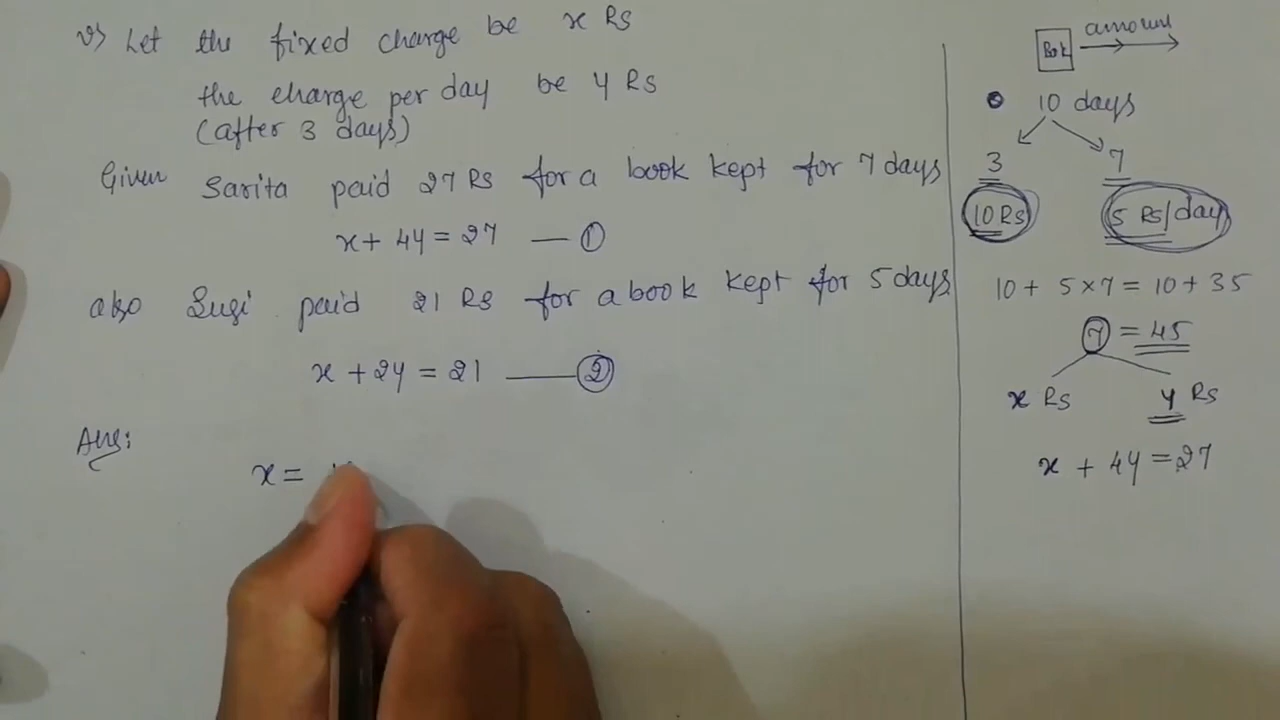 v) Let the fixed charge be x Rs
the charge per day be y Rs
(after 3 days)
Given Sarita paid 27 Rs for a book kept for 7 days
x + 4y = 27 — ①
also Susi paid 21 Rs for a book kept for 5 days
x + 2y = 21 — ②
Ans:
x =
Book amount
10 days
3 7
10 Rs 5 Rs/day
10 + 5 × 7 = 10 + 35
7 = 45
x Rs y Rs
x + 4y = 27